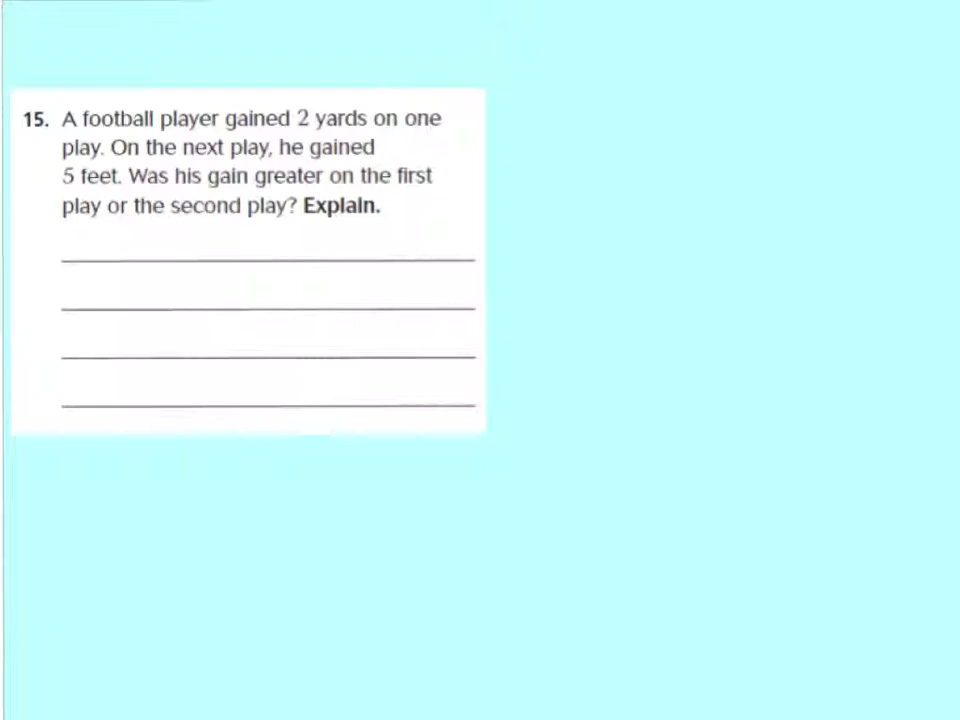 15. A football player gained 2 yards on one
play. On the next play, he gained
5 feet. Was his gain greater on the first
play or the second play? Explain.